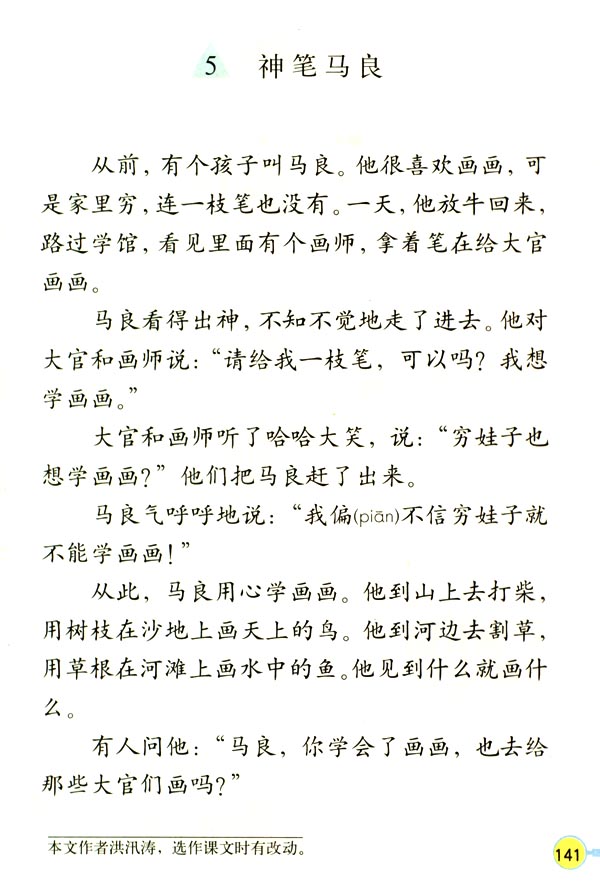 5 神笔马良
从前，有个孩子叫马良。他很喜欢画画，可
是家里穷，连一枝笔也没有。一天，他放牛回来，
路过学馆，看见里面有个画师，拿着笔在给大官
画画。
马良看得出神，不知不觉地走了进去。他对
大官和画师说：“请给我一枝笔，可以吗？我想
学画画。”
大官和画师听了哈哈大笑，说：“穷娃子也
想学画画？”他们把马良赶了出来。
马良气呼呼地说：“我偏(piān)不信穷娃子就
不能学画画！”
从此，马良用心学画画。他到山上去打柴，
用树枝在沙地上画天上的鸟。他到河边去割草，
用草根在河滩上画水中的鱼。他见到什么就画什
么。
有人问他：“马良，你学会了画画，也去给
那些大官们画吗？”
本文作者洪汛涛，选作课文时有改动。
141